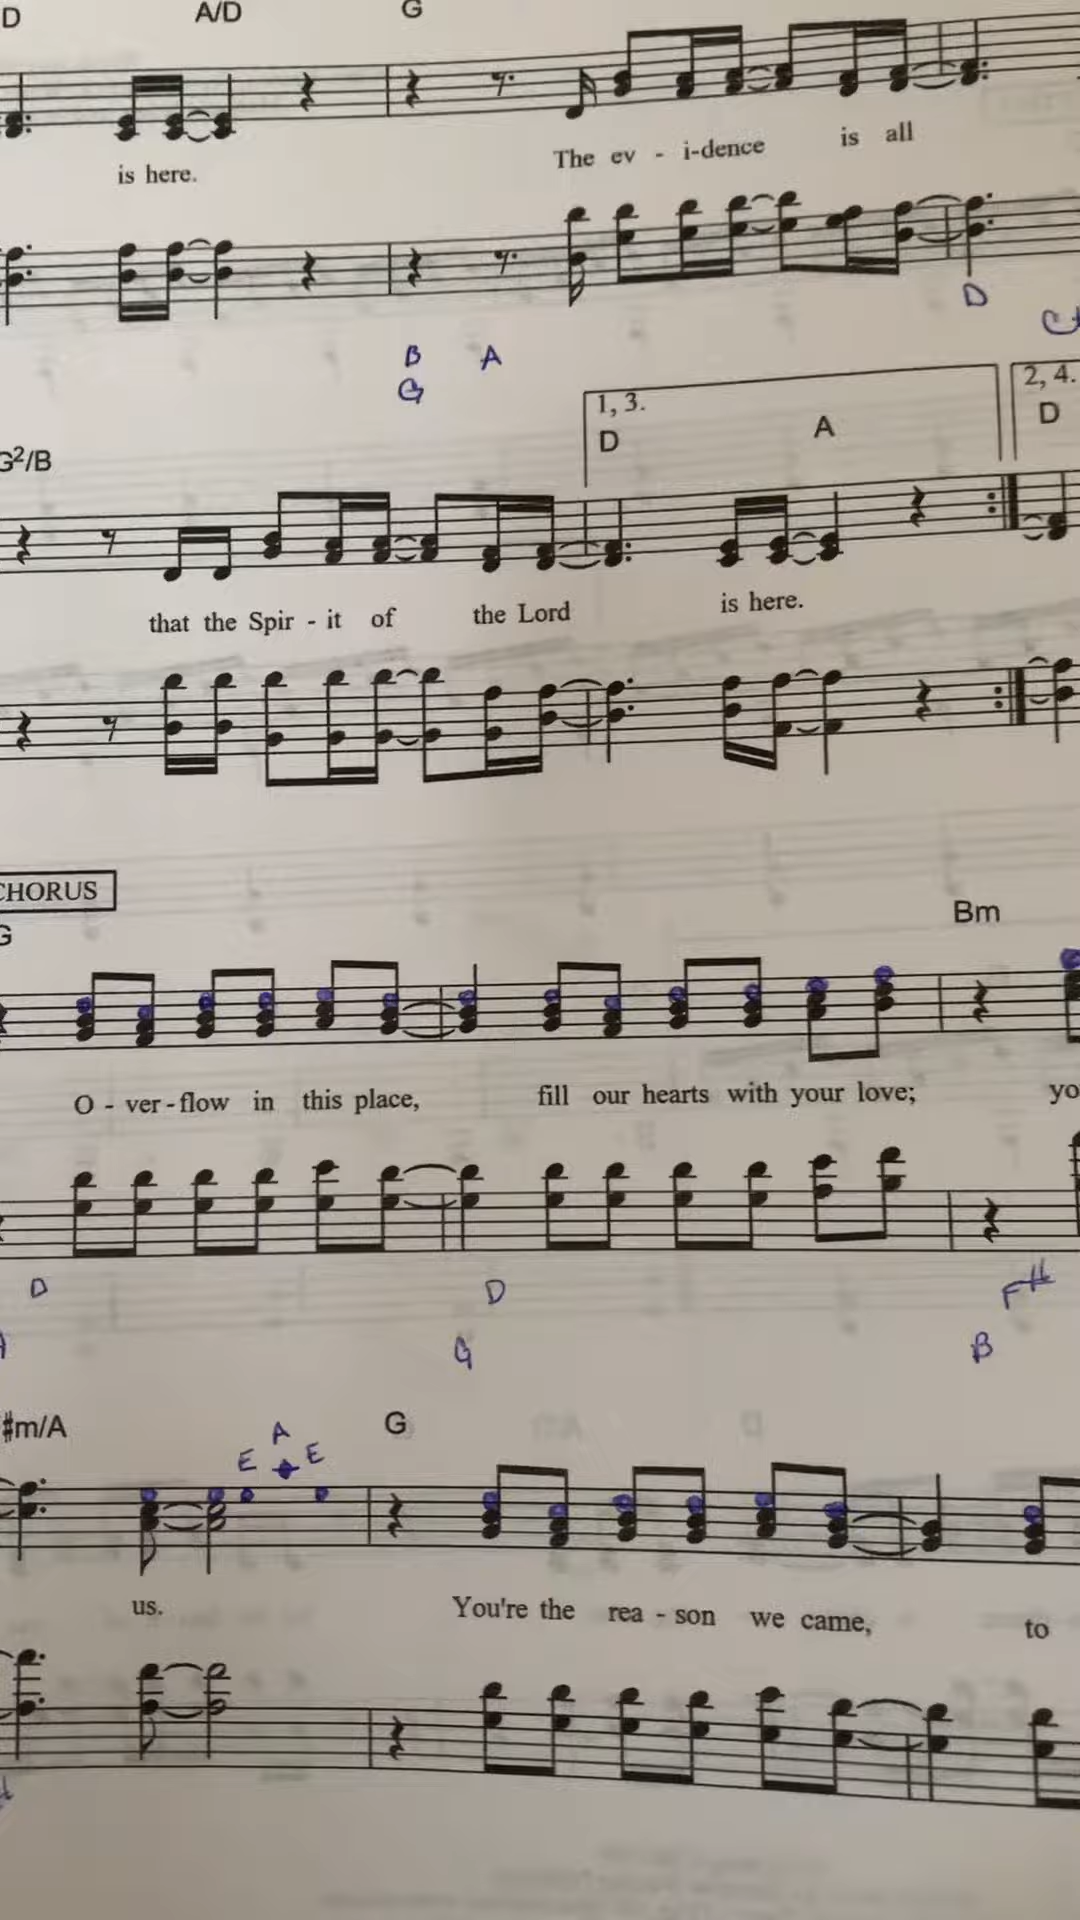 D A/D G
is here. The ev - i-dence is all
D
B A
G
1, 3. 2, 4.
G2/B D A D
that the Spir - it of the Lord is here.
CHORUS
G Bm
O - ver - flow in this place, fill our hearts with your love; yo
D D F#
G B
#m/A G
A
E E
us. You're the rea - son we came, to